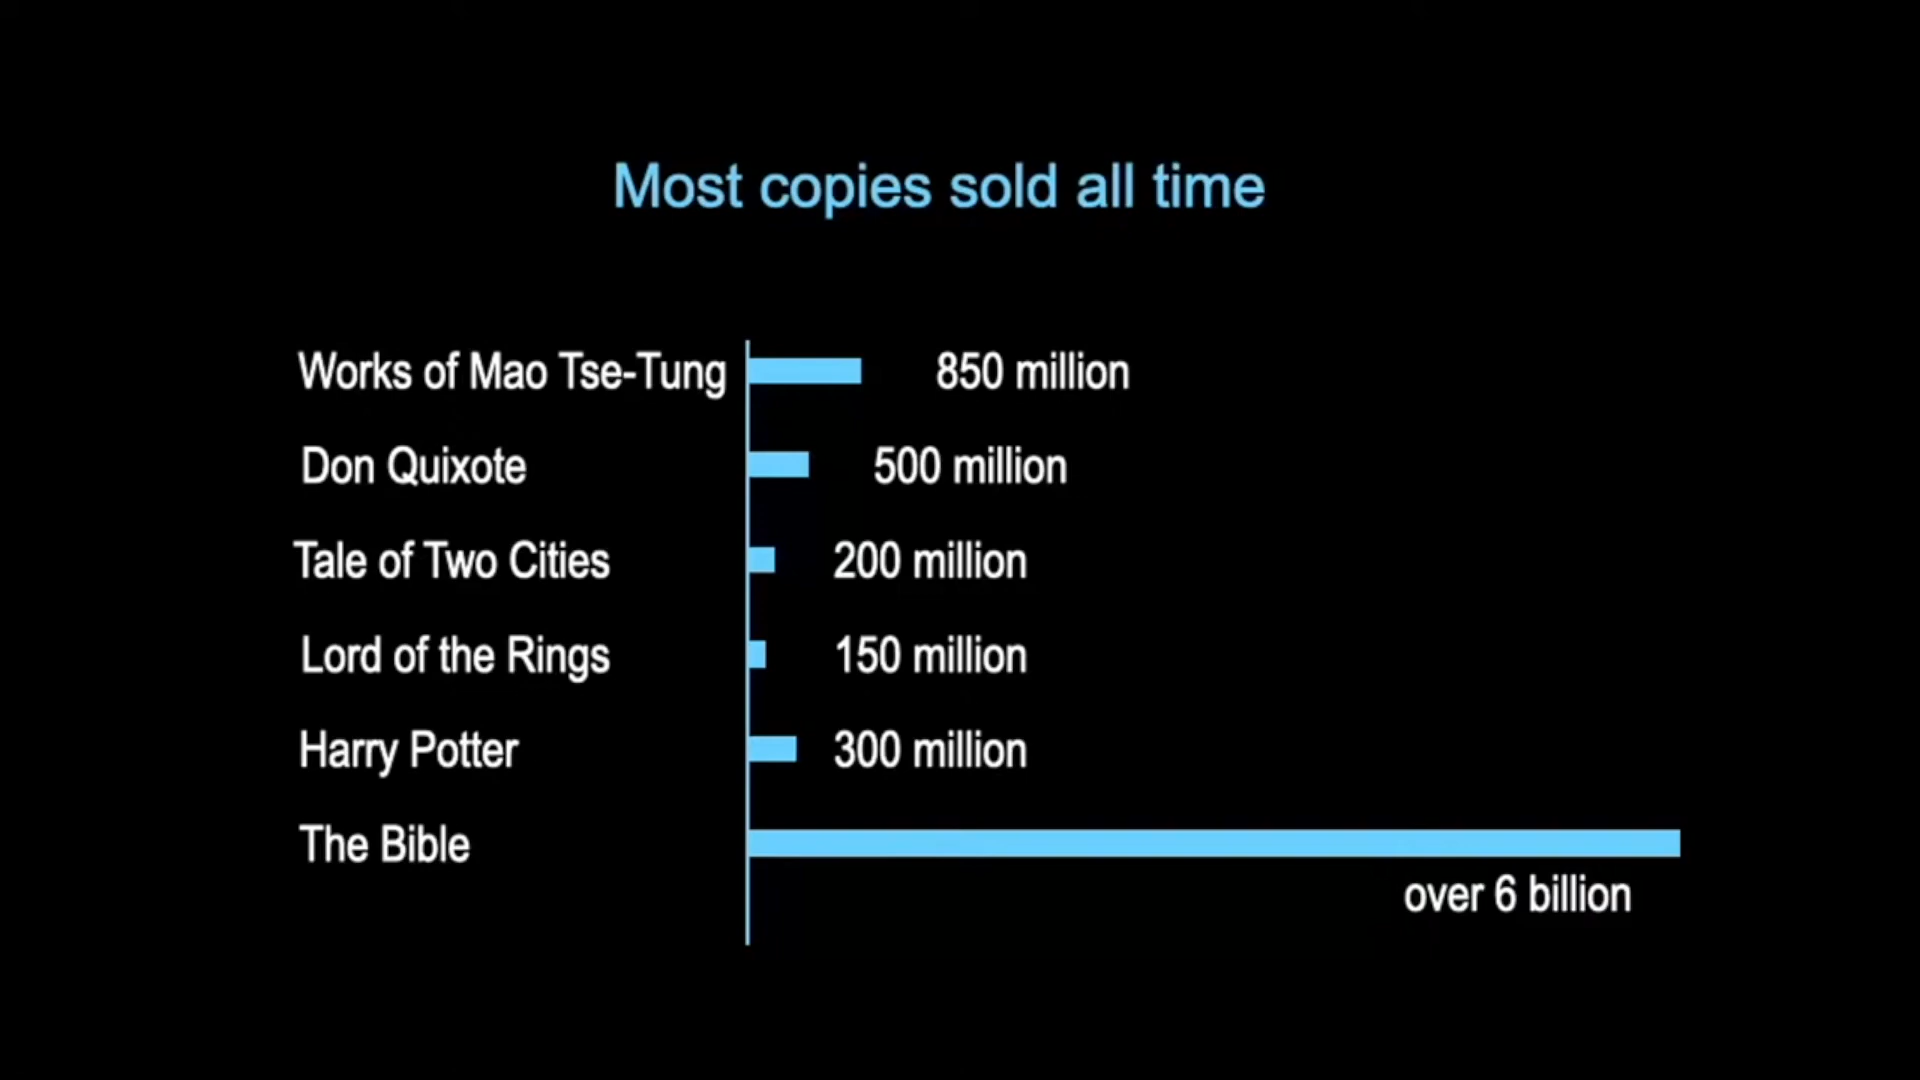 Most copies sold all time
Works of Mao Tse-Tung 850 million
Don Quixote 500 million
Tale of Two Cities 200 million
Lord of the Rings 150 million
Harry Potter 300 million
The Bible
over 6 billion